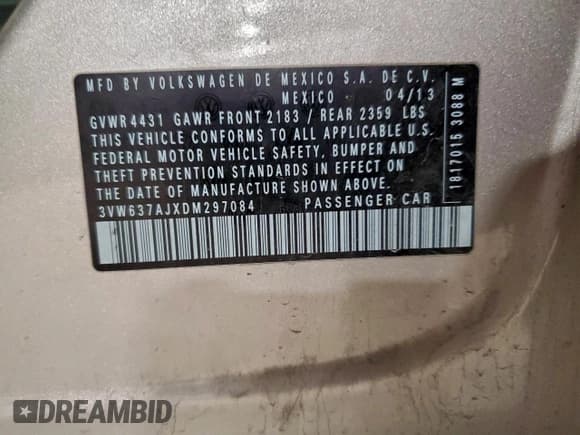 MFD BY VOLKSWAGEN DE MEXICO S.A. DE C.V.
MEXICO 04/13
GVWR 4431 GAWR FRONT 2183 / REAR 2359 LBS
THIS VEHICLE CONFORMS TO ALL APPLICABLE U.S.
FEDERAL MOTOR VEHICLE SAFETY, BUMPER AND
THEFT PREVENTION STANDARDS IN EFFECT ON
THE DATE OF MANUFACTURE SHOWN ABOVE.
3VW637AJXDM297084 PASSENGER CAR
1817015 3088 M
DREAMBID